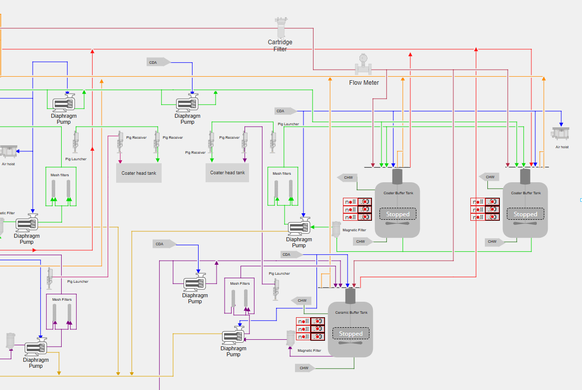 Cartridge
Filter
CDA
Flow Meter
Diaphragm
Pump
Diaphragm
Pump
CDA
Pig Launcher
Air hoist
Pig Receiver
Pig Receiver
Pig Receiver
Pig Launcher
Air hoist
Coater head tank
Coater head tank
Mesh Filters
Mesh Filters
CHW
CHW
Coater Buffer Tank
Coater Buffer Tank
Stopped
Stopped
Magnetic Filter
Diaphragm
Pump
Diaphragm
Pump
CHW
CHW
CDA
CDA
Pig Launcher
Pig Launcher
Mesh Filters
Diaphragm
Pump
Mesh Filters
CHW
Ceramic Buffer Tank
Stopped
Diaphragm
Pump
Diaphragm
Pump
Magnetic Filter
CHW